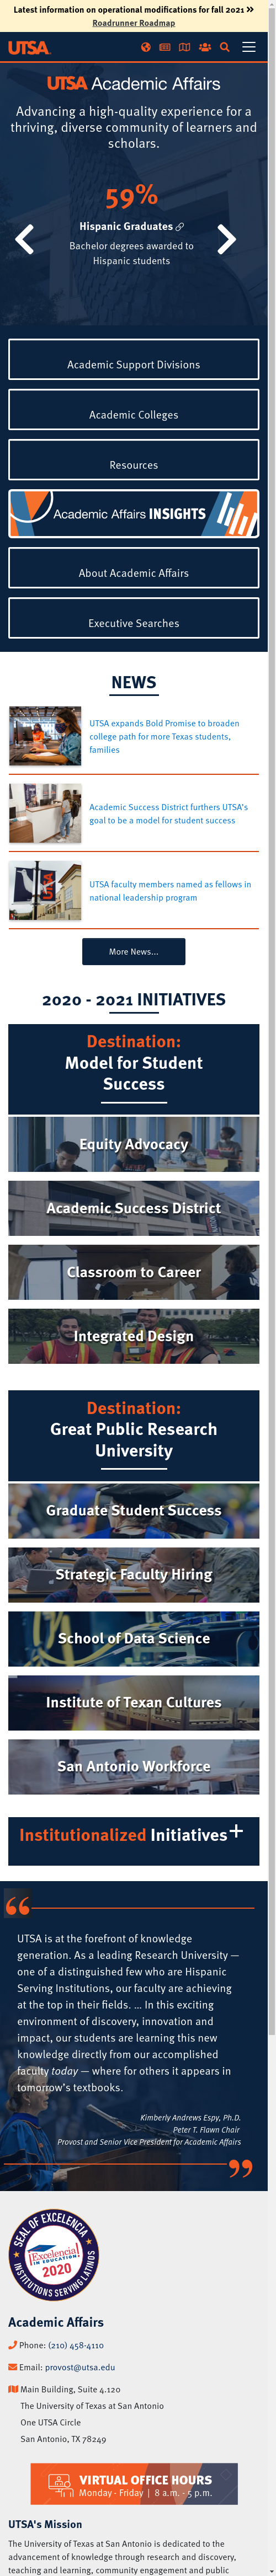 Latest information on operational modifications for fall 2021 »
Roadrunner Roadmap
UTSA
UTSA Academic Affairs
Advancing a high-quality experience for a
thriving, diverse community of learners and
scholars.
59%
Hispanic Graduates
Bachelor degrees awarded to
Hispanic students
Academic Support Divisions
Academic Colleges
Resources
Academic Affairs INSIGHTS
About Academic Affairs
Executive Searches
NEWS
UTSA expands Bold Promise to broaden
college path for more Texas students,
families
Academic Success District furthers UTSA's
goal to be a model for student success
UTSA faculty members named as fellows in
national leadership program
More News...
2020 - 2021 INITIATIVES
Destination:
Model for Student
Success
Equity Advocacy
Academic Success District
Classroom to Career
Integrated Design
Destination:
Great Public Research
University
Graduate Student Success
Strategic Faculty Hiring
School of Data Science
Institute of Texan Cultures
San Antonio Workforce
Institutionalized Initiatives+
“
UTSA is at the forefront of knowledge
generation. As a leading Research University —
one of a distinguished few who are Hispanic
Serving Institutions, our faculty are achieving
at the top in their fields. ... In this exciting
environment of discovery, innovation and
impact, our students are learning this new
knowledge directly from our accomplished
faculty today — where for others it appears in
tomorrow's textbooks.
Kimberly Andrews Espy, Ph.D.
Peter T. Flawn Chair
Provost and Senior Vice President for Academic Affairs
”
SEAL OF EXCELENCIA
Excelencia
IN EDUCATION
2020
INSTITUTIONS SERVING LATINOS
Academic Affairs
Phone: (210) 458-4110
Email: provost@utsa.edu
Main Building, Suite 4.120
The University of Texas at San Antonio
One UTSA Circle
San Antonio, TX 78249
VIRTUAL OFFICE HOURS
Monday - Friday | 8 a.m. - 5 p.m.
UTSA's Mission
The University of Texas at San Antonio is dedicated to the
advancement of knowledge through research and discovery,
teaching and learning, community engagement and public